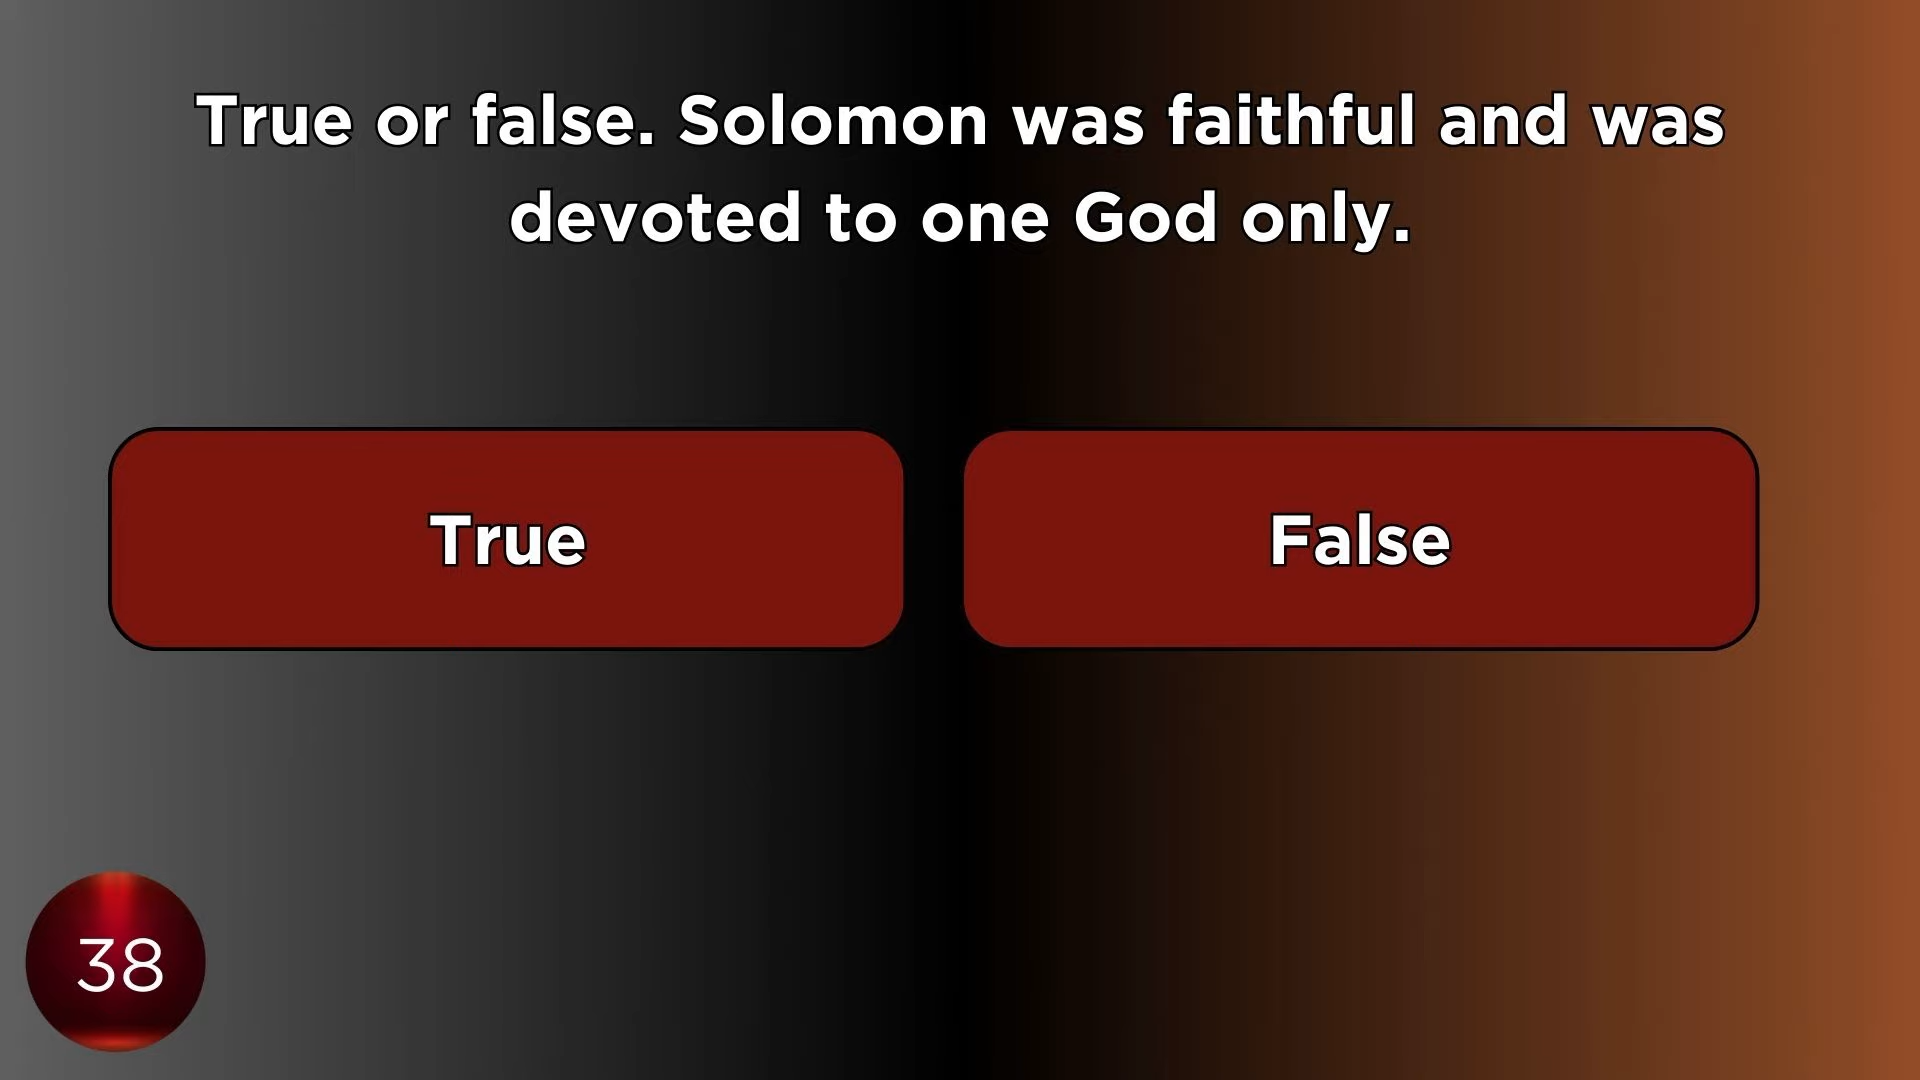 True or false. Solomon was faithful and was
devoted to one God only.
True
False
38